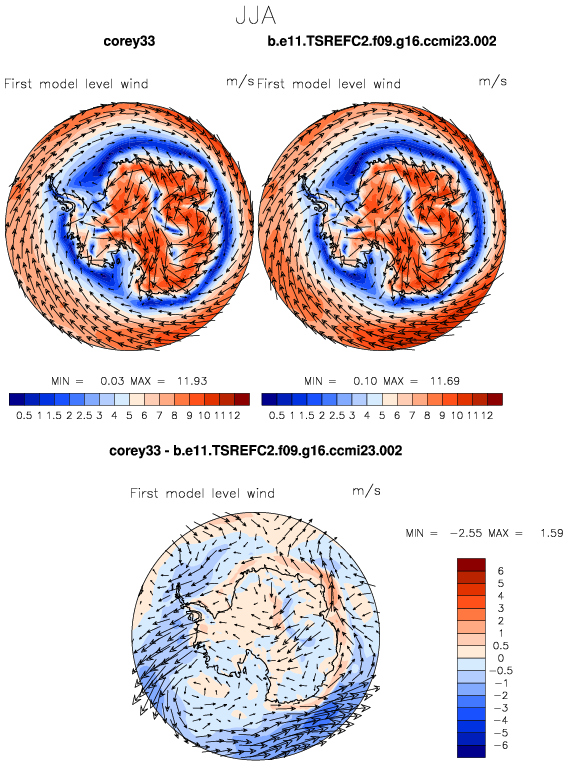 JJA
corey33
b.e11.TSREFC2.f09.g16.ccmi23.002
First model level wind m/s
First model level wind m/s
MIN = 0.03 MAX = 11.93
MIN = 0.10 MAX = 11.69
0.5 1 1.5 2 2.5 3 4 5 6 7 8 9 10 11 12
0.5 1 1.5 2 2.5 3 4 5 6 7 8 9 10 11 12
corey33 - b.e11.TSREFC2.f09.g16.ccmi23.002
First model level wind m/s
MIN = -2.55 MAX = 1.59
6
5
4
3
2
1
0.5
0
-0.5
-1
-2
-3
-4
-5
-6